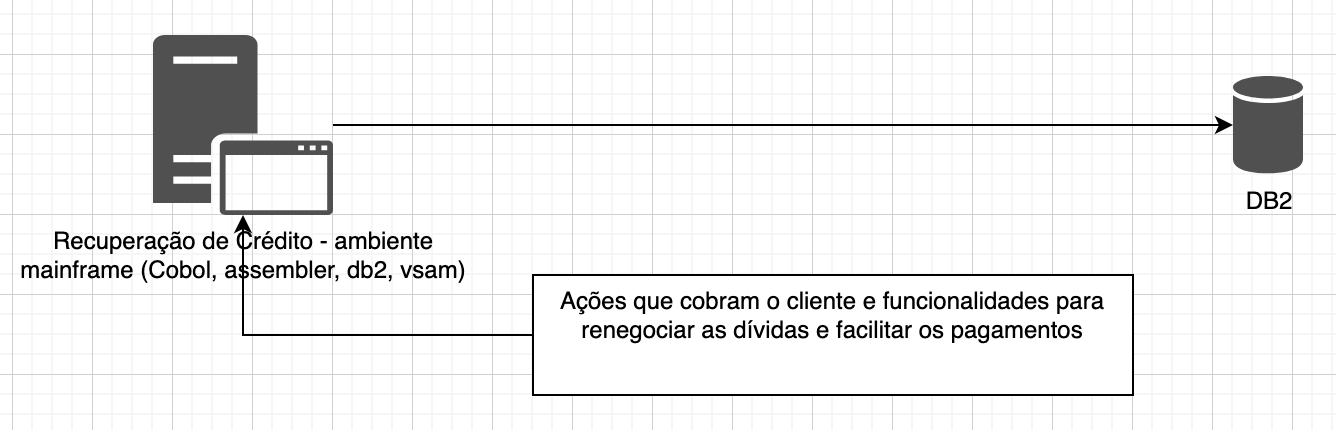 DB2
Recuperação de Crédito - ambiente
mainframe (Cobol, assembler, db2, vsam)
Ações que cobram o cliente e funcionalidades para
renegociar as dívidas e facilitar os pagamentos